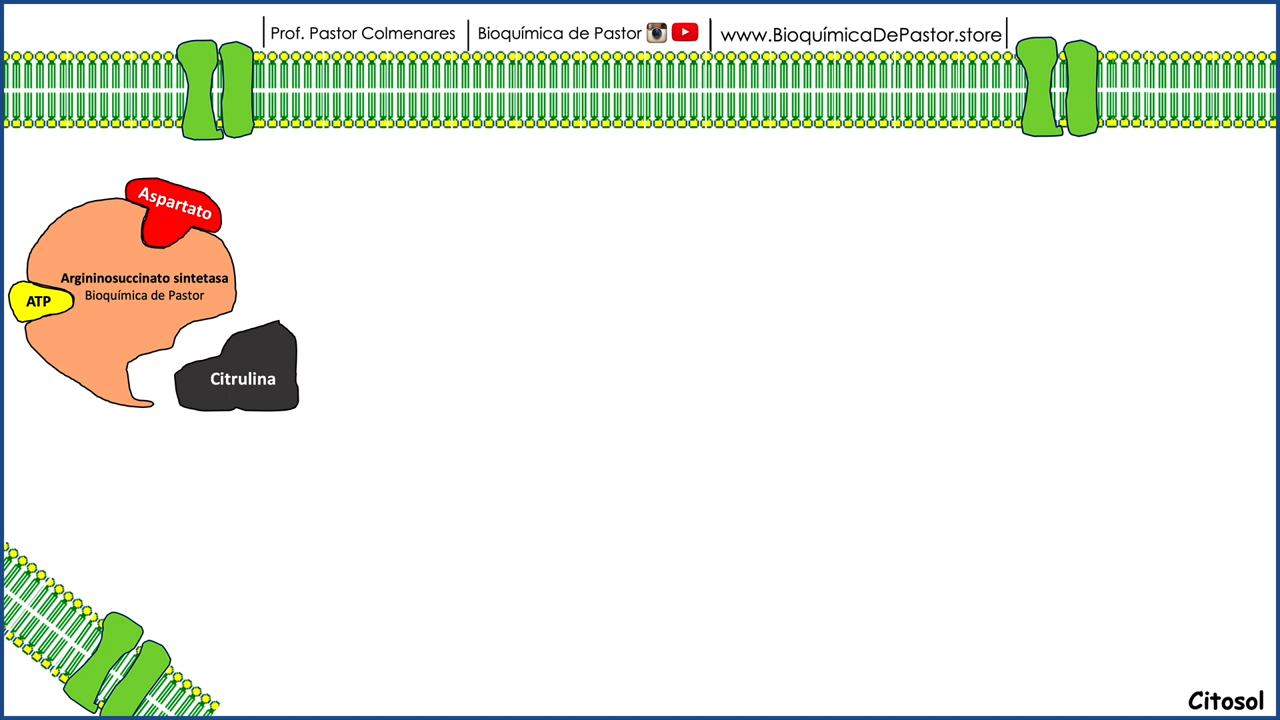 Prof. Pastor Colmenares
Bioquímica de Pastor
www.BioquímicaDePastor.store
Aspartato
Argininosuccinato sintetasa
Bioquímica de Pastor
ATP
Citrulina
Citosol